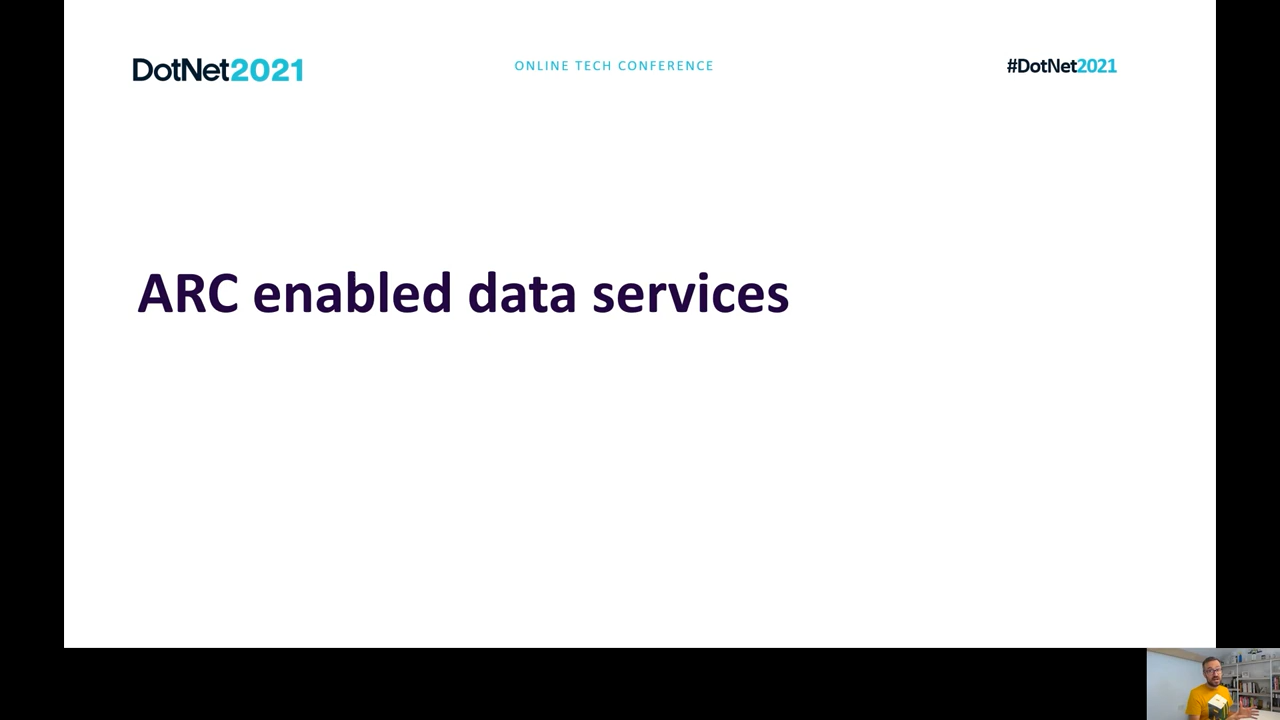 DotNet2021
ONLINE TECH CONFERENCE
#DotNet2021
ARC enabled data services